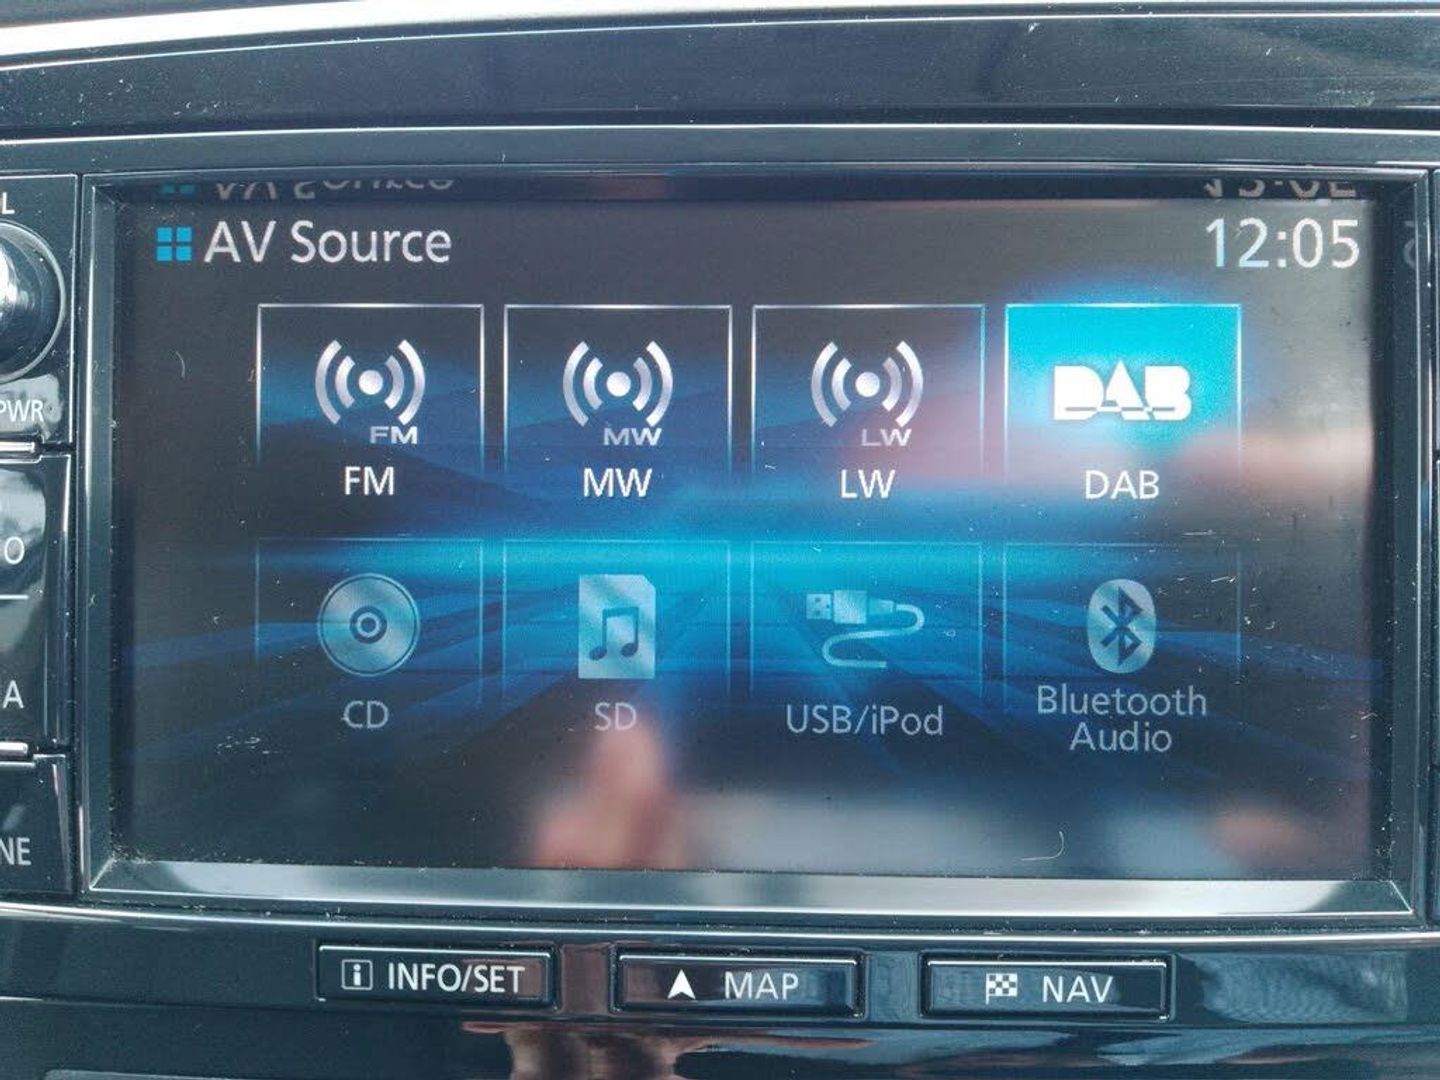 L
AV Source
12:05
PWR
FM
MW
LW
DAB
FM
MW
LW
DAB
O
CD
SD
USB/iPod
Bluetooth
Audio
A
NE
i INFO/SET
MAP
NAV